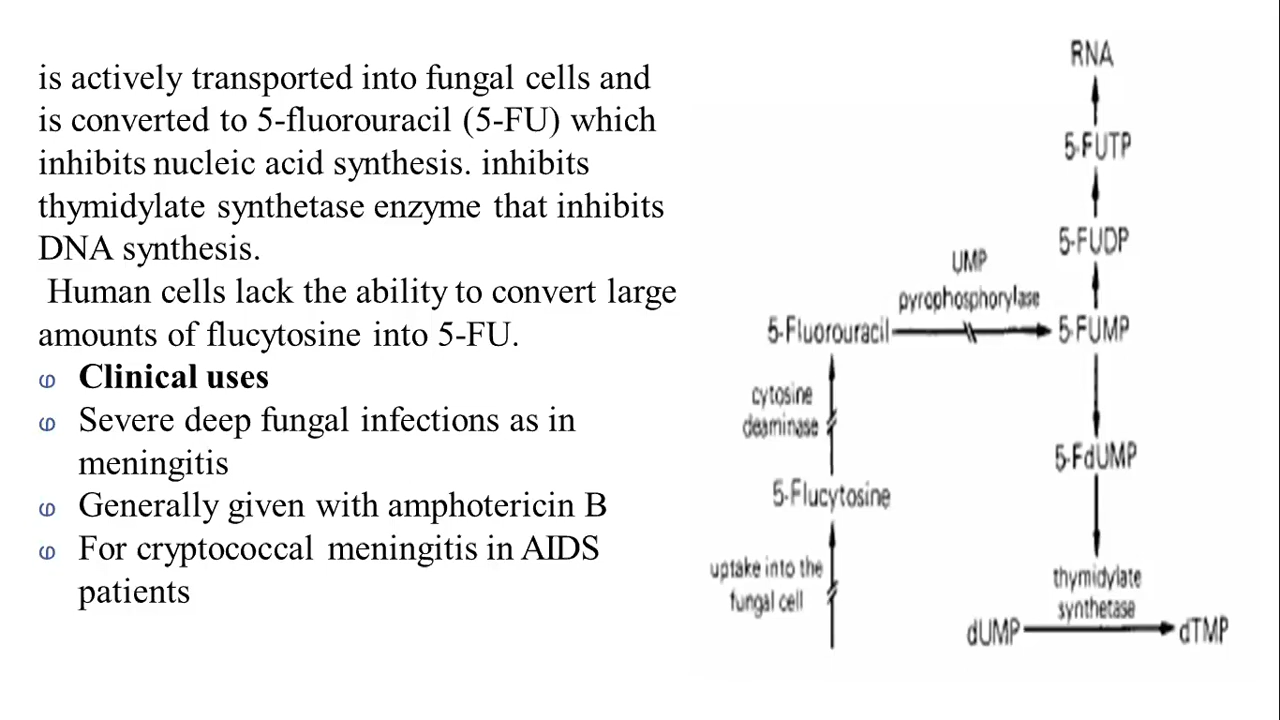 is actively transported into fungal cells and
is converted to 5-fluorouracil (5-FU) which
inhibits nucleic acid synthesis. inhibits
thymidylate synthetase enzyme that inhibits
DNA synthesis.
Human cells lack the ability to convert large
amounts of flucytosine into 5-FU.
Clinical uses
Severe deep fungal infections as in
meningitis
Generally given with amphotericin B
For cryptococcal meningitis in AIDS
patients
RNA
5-FUTP
5-FUDP
UMP
pyrophosphorylase
5-Fluorouracil
5-FUMP
cytosine
deaminase
5-FdUMP
5-Flucytosine
uptake into the
fungal cell
thymidylate
synthetase
dUMP
dTMP